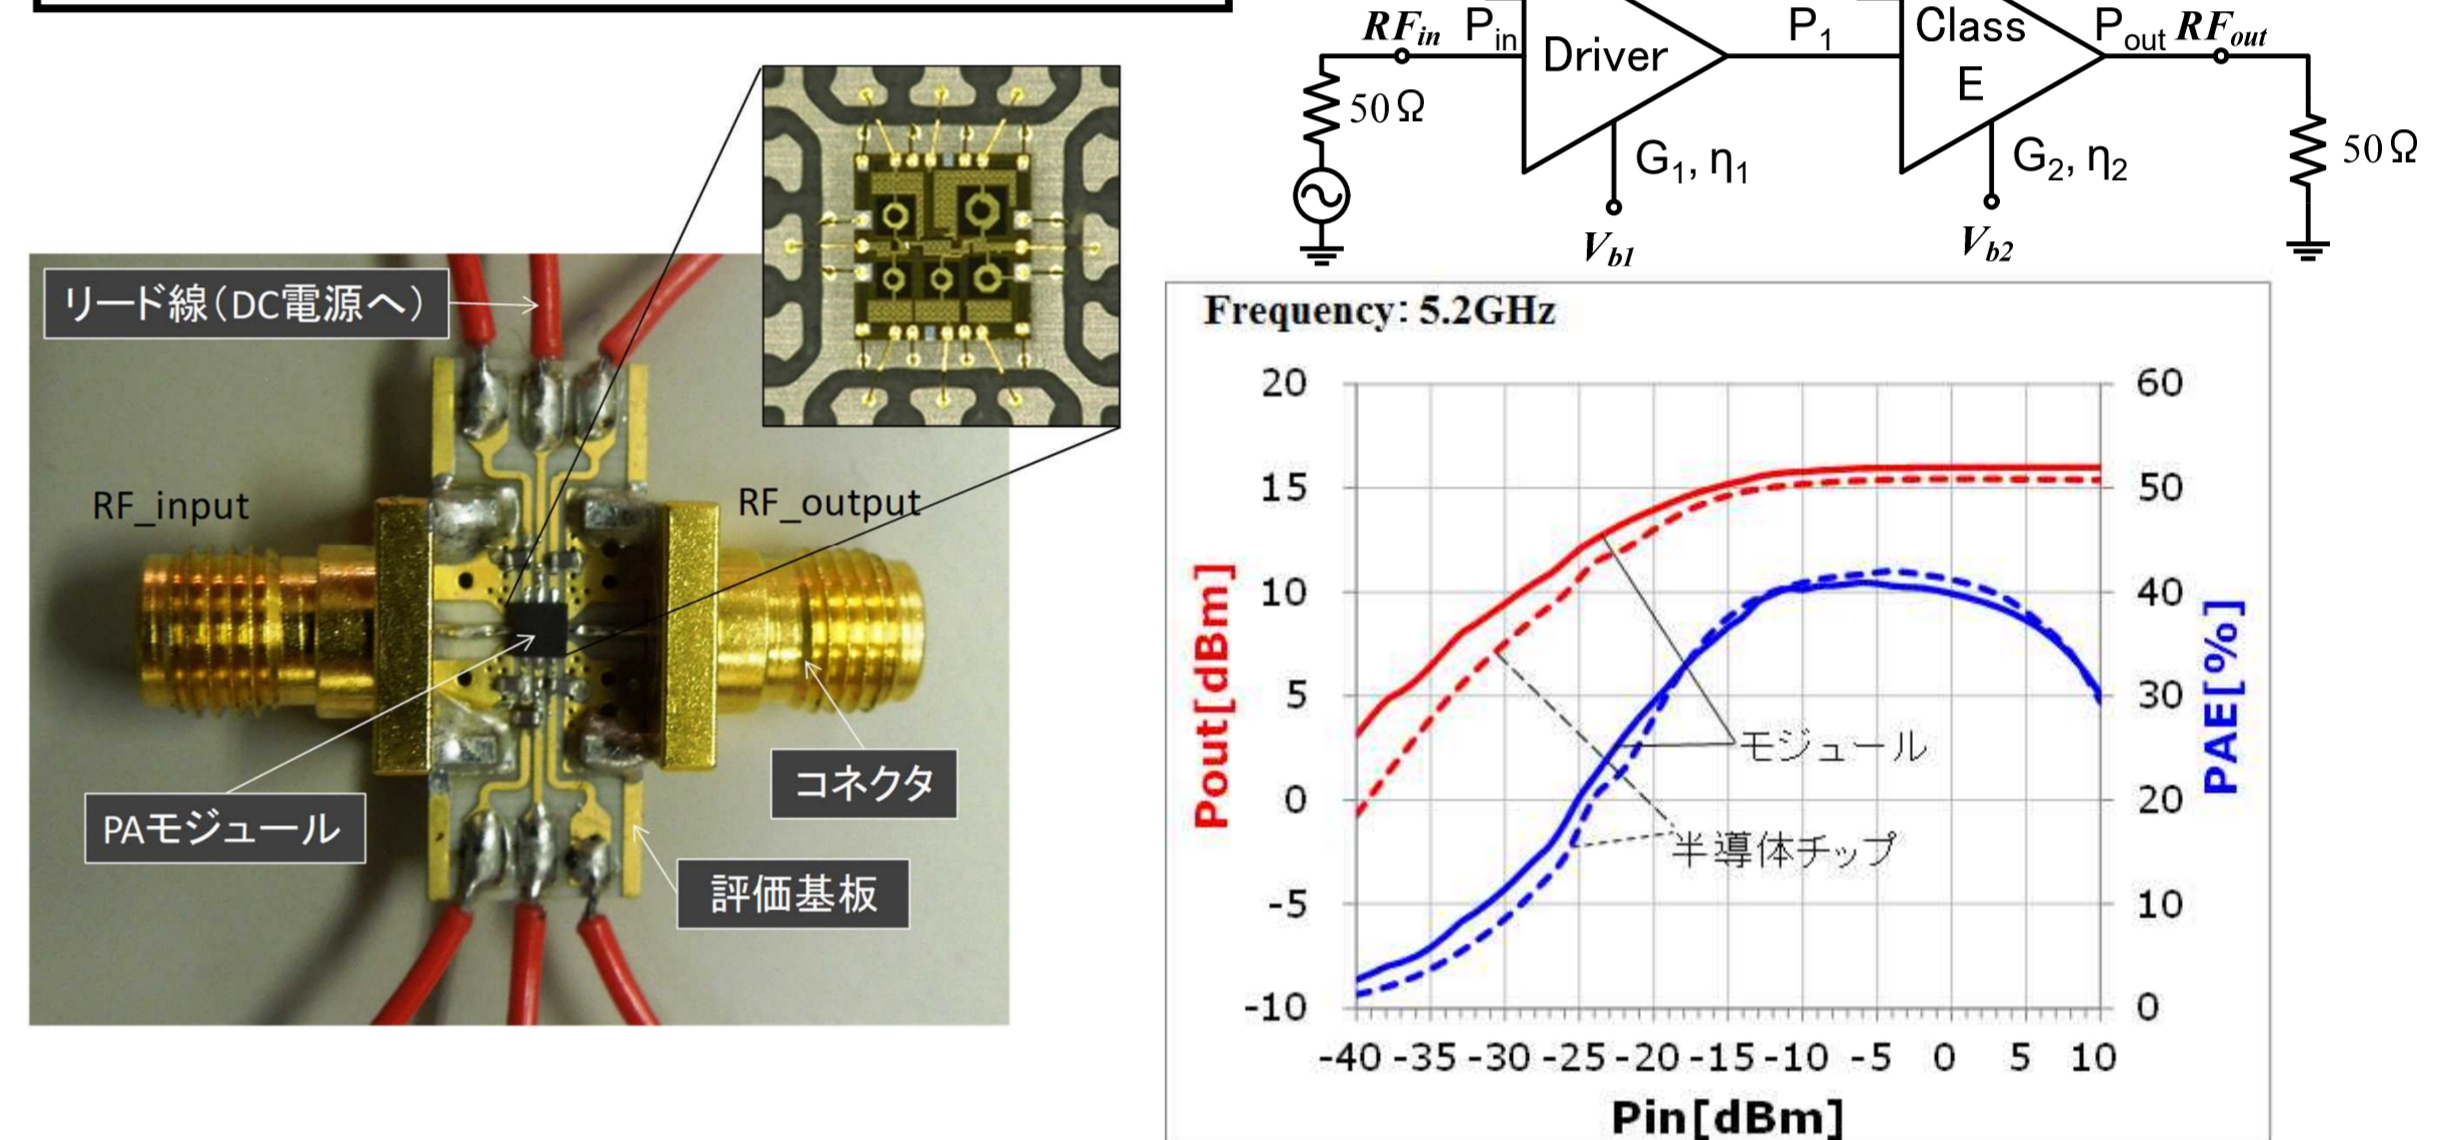 RFin Pin Driver P1 Class E Pout RFout
50Ω
G1, η1
G2, η2
50Ω
Vb1
Vb2
リード線（DC電源へ）
RF_input
RF_output
PAモジュール
コネクタ
評価基板
Frequency: 5.2GHz
20
15
10
5
0
-5
-10
60
50
40
30
20
10
0
Pout[dBm]
PAE[%]
モジュール
半導体チップ
-40 -35 -30 -25 -20 -15 -10 -5 0 5 10
Pin[dBm]